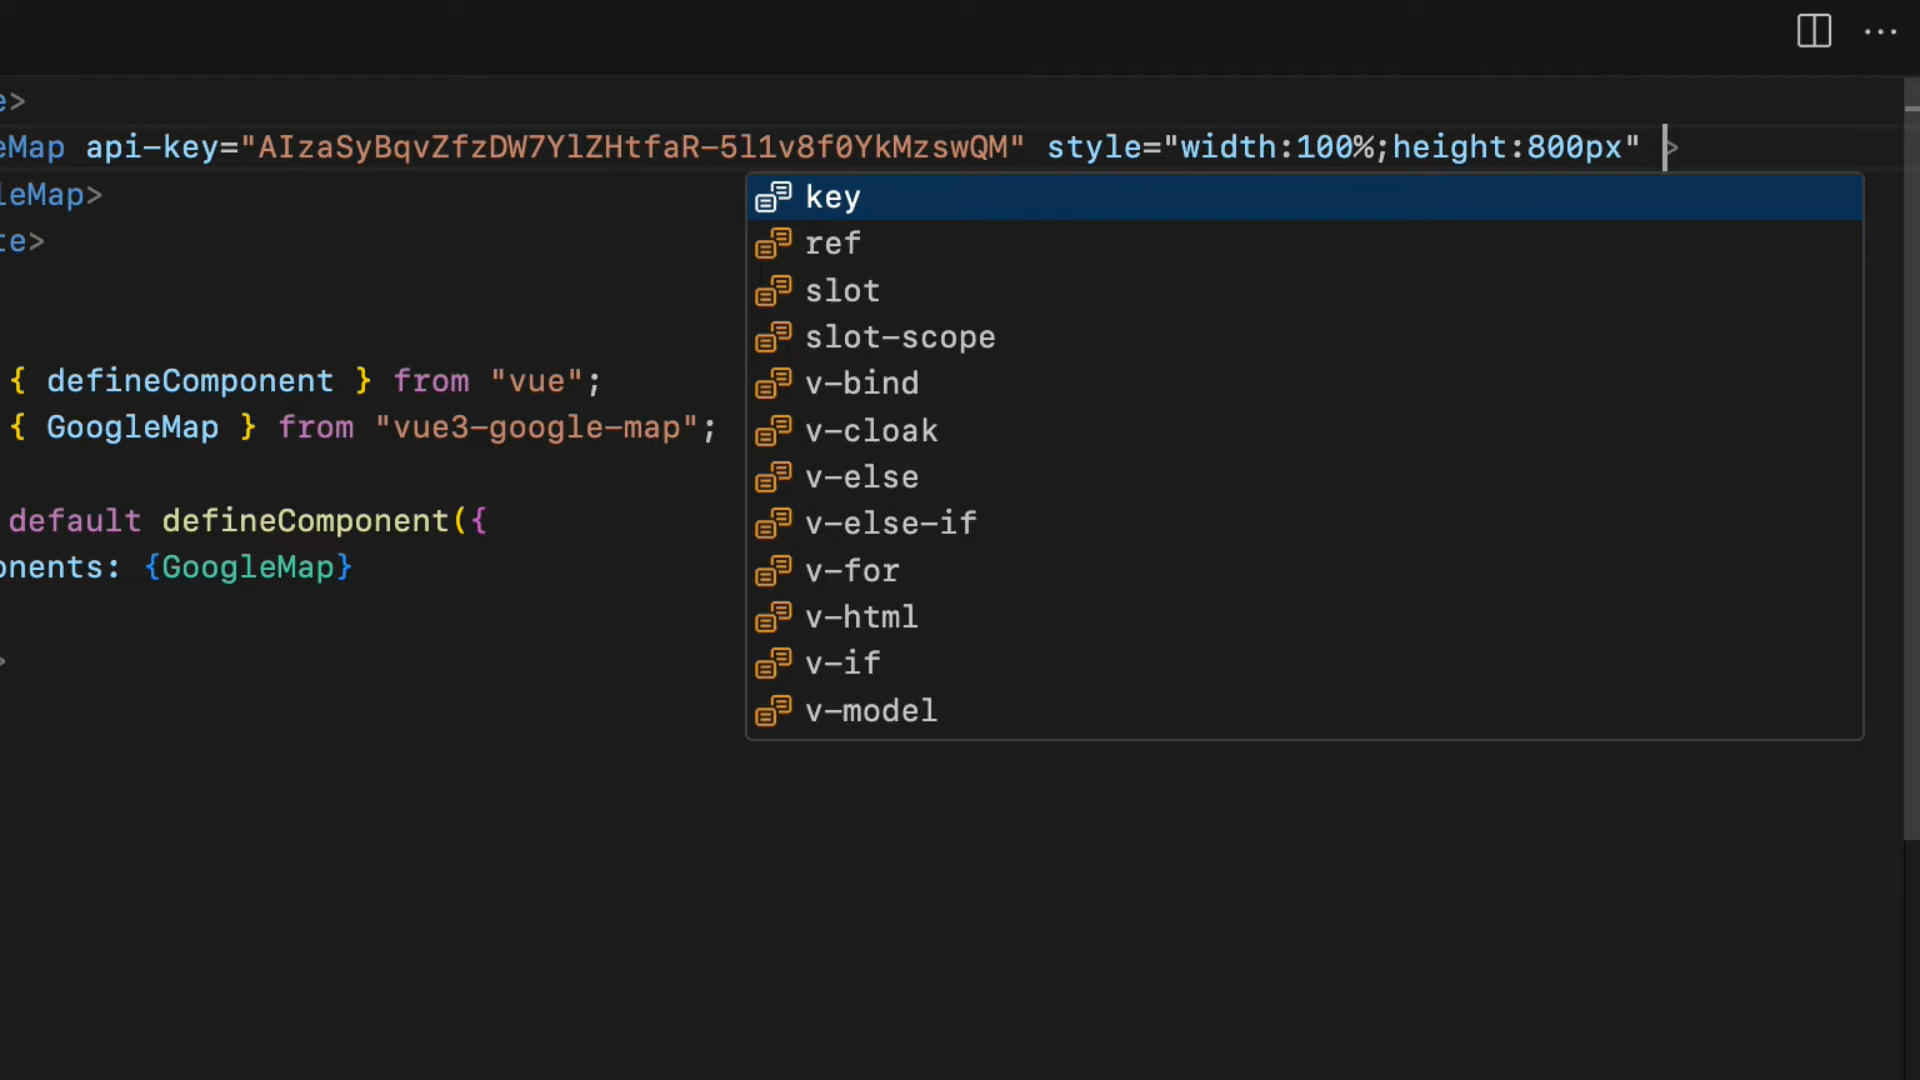 e>
eMap api-key="AIzaSyBqvZfzDW7YlZHtfaR-5l1v8f0YkMzswQM" style="width:100%;height:800px" >
leMap>
te>
{ defineComponent } from "vue";
{ GoogleMap } from "vue3-google-map";
default defineComponent({
onents: {GoogleMap}
>
key
ref
slot
slot-scope
v-bind
v-cloak
v-else
v-else-if
v-for
v-html
v-if
v-model